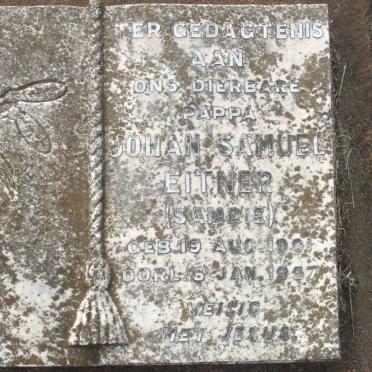 TER GEDAGTENIS
AAN
ONS DIERBARE
PAPPA
JOHAN SAMUEL
EITNER
(SAMPIE)
GEB. 19 AUG. 1901
OORL. 6 JAN. 1957
VEILIG
MET JESUS.